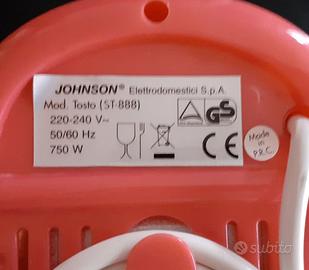 JOHNSON® Elettrodomestici S.p.A.
Mod. Tosto (ST-888)
220-240 V~
50/60 Hz
750 W
GS
CE
Made in
P.R.C.
subito